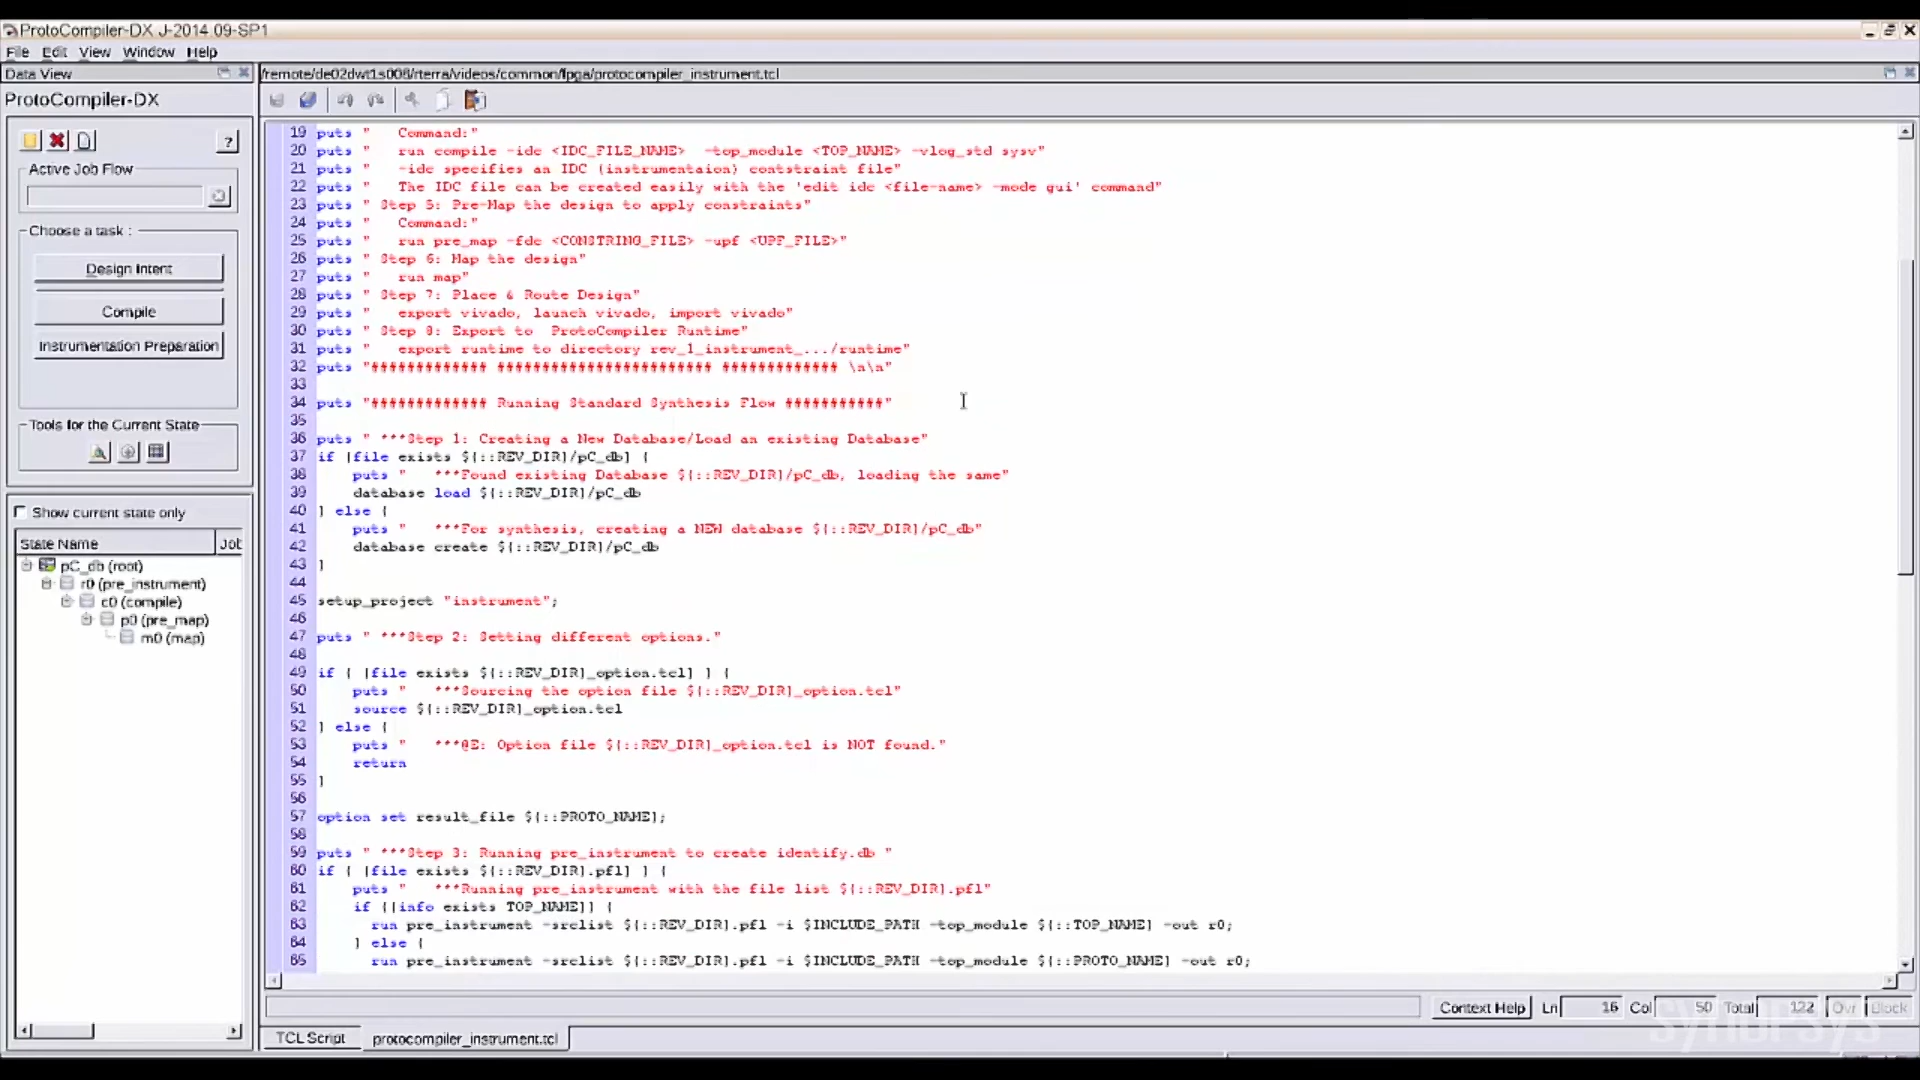 ProtoCompiler-DX J-2014.09-SP1
File Edit View Window Help
Data View
/remote/de02dwt1s008/rterra/videos/common/fpga/protocompiler_instrument.tcl
ProtoCompiler-DX
?
Active Job Flow
Choose a task :
Design Intent
Compile
Instrumentation Preparation
Tools for the Current State
Show current state only
State Name Job
pC_db (root)
r0 (pre_instrument)
c0 (compile)
p0 (pre_map)
m0 (map)
19 puts "   Command:"
20 puts "   run compile -idc <IDC_FILE_NAME>  -top_module <TOP_NAME> -vlog_std sysv"
21 puts "   -idc specifies an IDC (instrumentaion) contstraint file"
22 puts "   The IDC file can be created easily with the 'edit idc <file-name> -mode gui' command"
23 puts " Step 5: Pre-Map the design to apply constraints"
24 puts "   Command:"
25 puts "   run pre_map -fdc <CONSTRING_FILE> -upf <UPF_FILE>"
26 puts " Step 6: Map the design"
27 puts "   run map"
28 puts " Step 7: Place & Route Design"
29 puts "   export vivado, launch vivado, import vivado"
30 puts " Step 8: Export to  ProtoCompiler Runtime"
31 puts "   export runtime to directory rev_1_instrument_.../runtime"
32 puts "############# ######################## ############# \n\n"
33
34 puts "############# Running Standard Synthesis Flow ###########"
35
36 puts " ***Step 1: Creating a New Database/Load an existing Database"
37 if [file exists ${::REV_DIR}/pC_db] {
38     puts "   ***Found existing Database ${::REV_DIR}/pC_db, loading the same"
39     database load ${::REV_DIR}/pC_db
40 } else {
41     puts "   ***For synthesis, creating a NEW database ${::REV_DIR}/pC_db"
42     database create ${::REV_DIR}/pC_db
43 }
44
45 setup_project "instrument";
46
47 puts " ***Step 2: Setting different options."
48
49 if { [file exists ${::REV_DIR}_option.tcl] } {
50     puts "   ***Sourcing the option file ${::REV_DIR}_option.tcl"
51     source ${::REV_DIR}_option.tcl
52 } else {
53     puts "   ***@E: Option file ${::REV_DIR}_option.tcl is NOT found."
54     return
55 }
56
57 option set result_file ${::PROTO_NAME};
58
59 puts " ***Step 3: Running pre_instrument to create identify.db "
60 if { [file exists ${::REV_DIR}.pfl] } {
61     puts "   ***Running pre_instrument with the file list ${::REV_DIR}.pfl"
62     if {[info exists TOP_NAME]} {
63       run pre_instrument -srclist ${::REV_DIR}.pfl -i $INCLUDE_PATH -top_module ${::TOP_NAME} -out r0;
64     } else {
65       run pre_instrument -srclist ${::REV_DIR}.pfl -i $INCLUDE_PATH -top_module ${::PROTO_NAME} -out r0;
Context Help Ln 16 Col 50 Total 122 Ovr Block
TCL Script protocompiler_instrument.tcl
synopsys